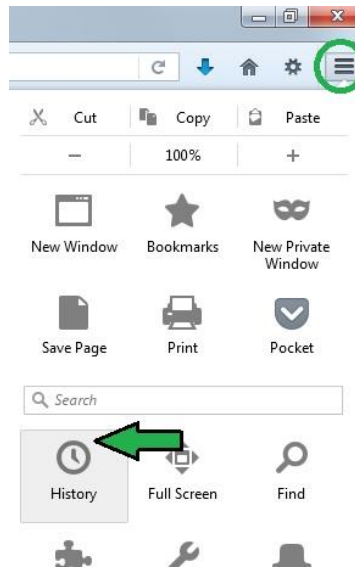 Cut Copy Paste
100%
New Window Bookmarks New Private
Window
Save Page Print Pocket
Search
History Full Screen Find